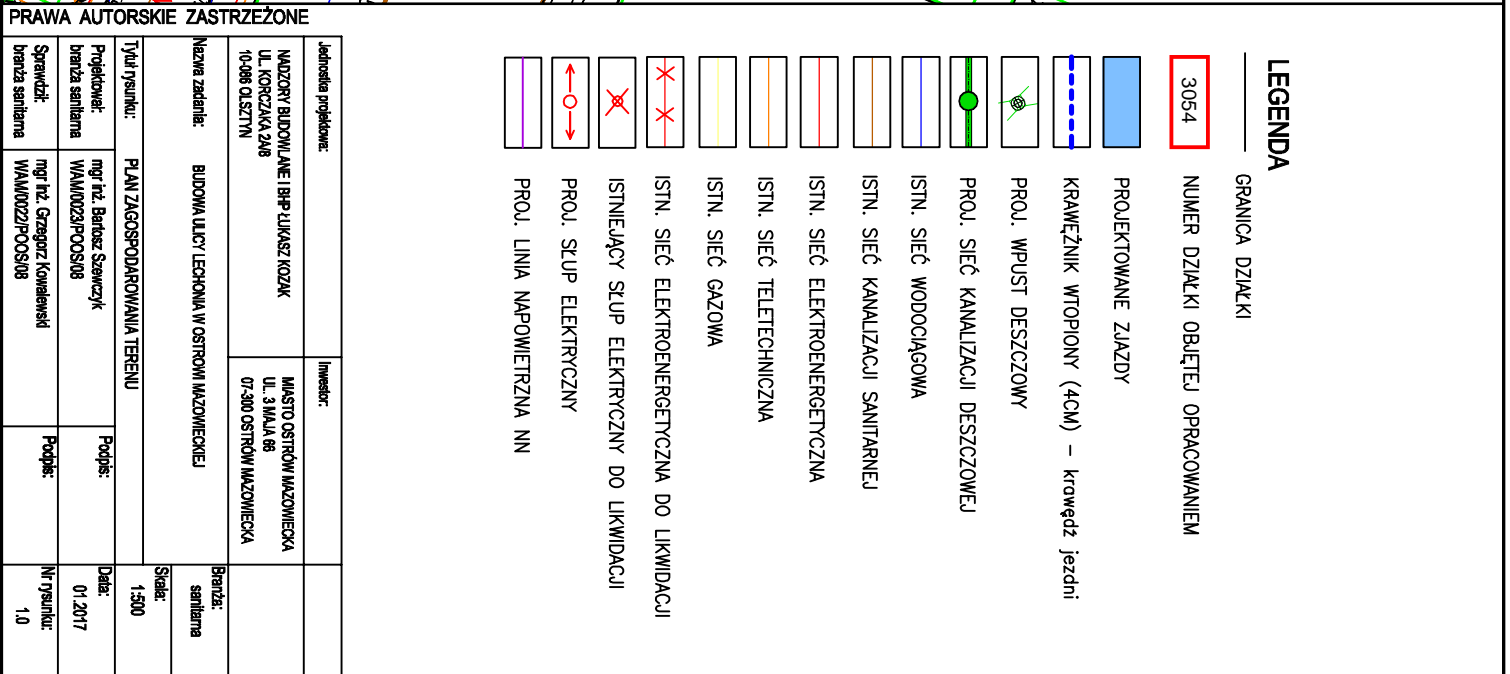 PRAWA AUTORSKIE ZASTRZEŻONE
LEGENDA
GRANICA DZIAŁKI
3054
NUMER DZIAŁKI OBJĘTEJ OPRACOWANIEM
PROJEKTOWANE ZJAZDY
KRAWĘŻNIK WTOPIONY (4CM) – krawędź jezdni
PROJ. WPUST DESZCZOWY
PROJ. SIEĆ KANALIZACJI DESZCZOWEJ
ISTN. SIEĆ WODOCIĄGOWA
ISTN. SIEĆ KANALIZACJI SANITARNEJ
ISTN. SIEĆ ELEKTROENERGETYCZNA
ISTN. SIEĆ TELETECHNICZNA
ISTN. SIEĆ GAZOWA
ISTN. SIEĆ ELEKTROENERGETYCZNA DO LIKWIDACJI
ISTNIEJĄCY SŁUP ELEKTRYCZNY DO LIKWIDACJI
PROJ. SŁUP ELEKTRYCZNY
PROJ. LINIA NAPOWIETRZNA NN
Jednostka projektowa:
NADZORY BUDOWLANE I BHP ŁUKASZ KOZAK
UL. KORCZAKA 2A/8
10-086 OLSZTYN
Inwestor:
MIASTO OSTRÓW MAZOWIECKA
UL. 3 MAJA 66
07-300 OSTRÓW MAZOWIECKA
Nazwa zadania:
BUDOWA ULICY LECHONIA W OSTROWI MAZOWIECKIEJ
Branża:
sanitarna
Tytuł rysunku:
PLAN ZAGOSPODAROWANIA TERENU
Skala:
1:500
Projektował:
branża sanitarna
mgr inż. Bartosz Szewczyk
WAM/0023/POOS/08
Podpis:
Data:
01.2017
Sprawdził:
branża sanitarna
mgr inż. Grzegorz Kowalewski
WAM/0022/POOS/08
Podpis:
Nr rysunku:
1.0